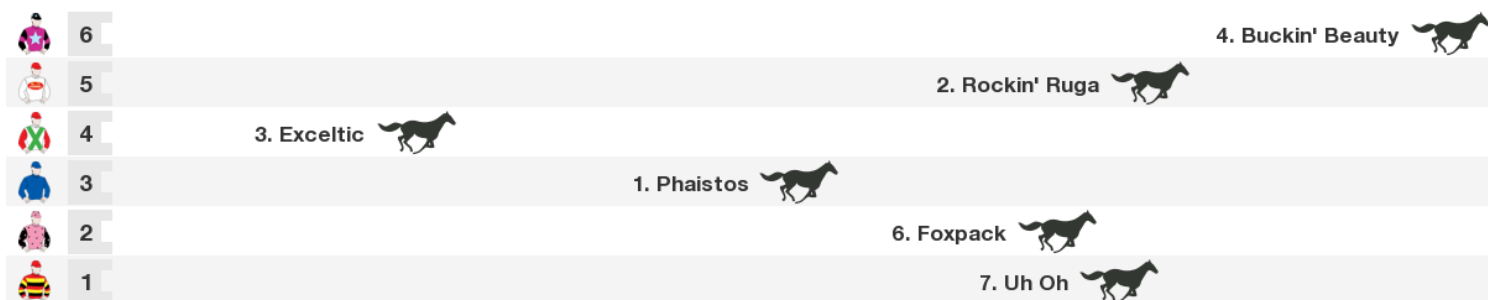 6 4. Buckin' Beauty
5 2. Rockin' Ruga
4 3. Exceltic
3 1. Phaistos
2 6. Foxpack
1 7. Uh Oh